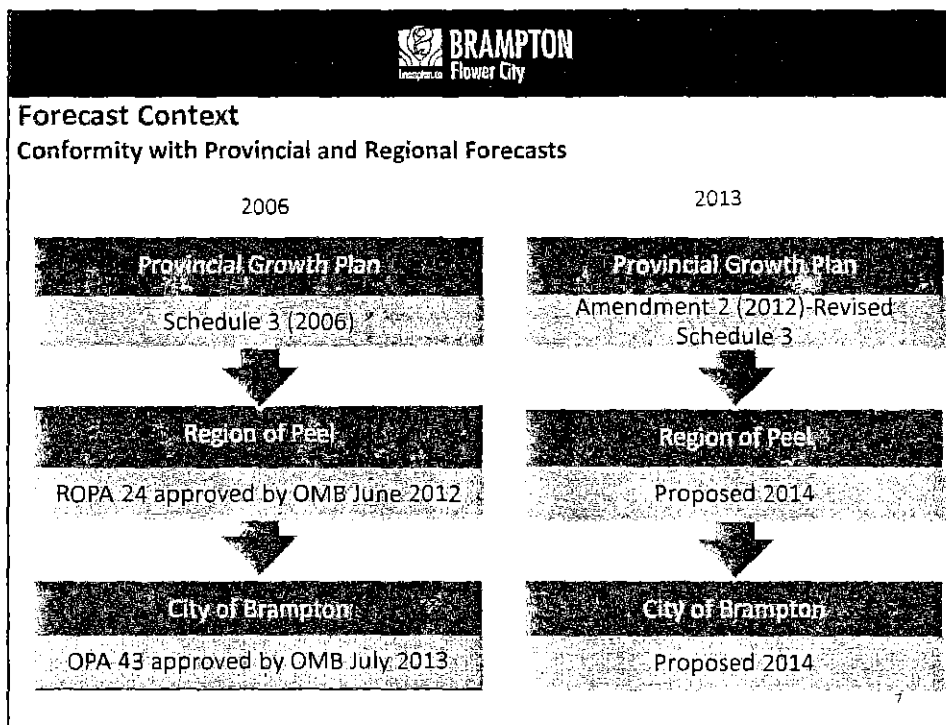 BRAMPTON
brampton.ca Flower City
Forecast Context
Conformity with Provincial and Regional Forecasts
2006
Provincial Growth Plan
Schedule 3 (2006)
Region of Peel
ROPA 24 approved by OMB June 2012
City of Brampton
OPA 43 approved by OMB July 2013
2013
Provincial Growth Plan
Amendment 2 (2012)-Revised
Schedule 3
Region of Peel
Proposed 2014
City of Brampton
Proposed 2014
7